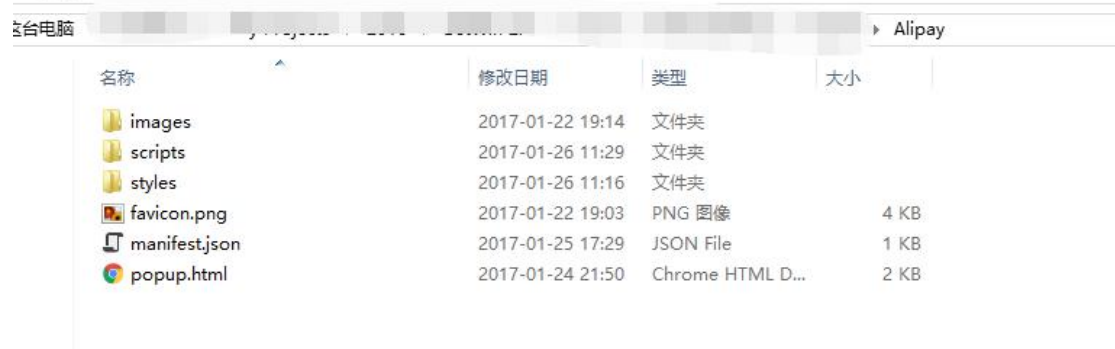 这台电脑 Alipay
名称 修改日期 类型 大小
images 2017-01-22 19:14 文件夹
scripts 2017-01-26 11:29 文件夹
styles 2017-01-26 11:16 文件夹
favicon.png 2017-01-22 19:03 PNG 图像 4 KB
manifest.json 2017-01-25 17:29 JSON File 1 KB
popup.html 2017-01-24 21:50 Chrome HTML D... 2 KB